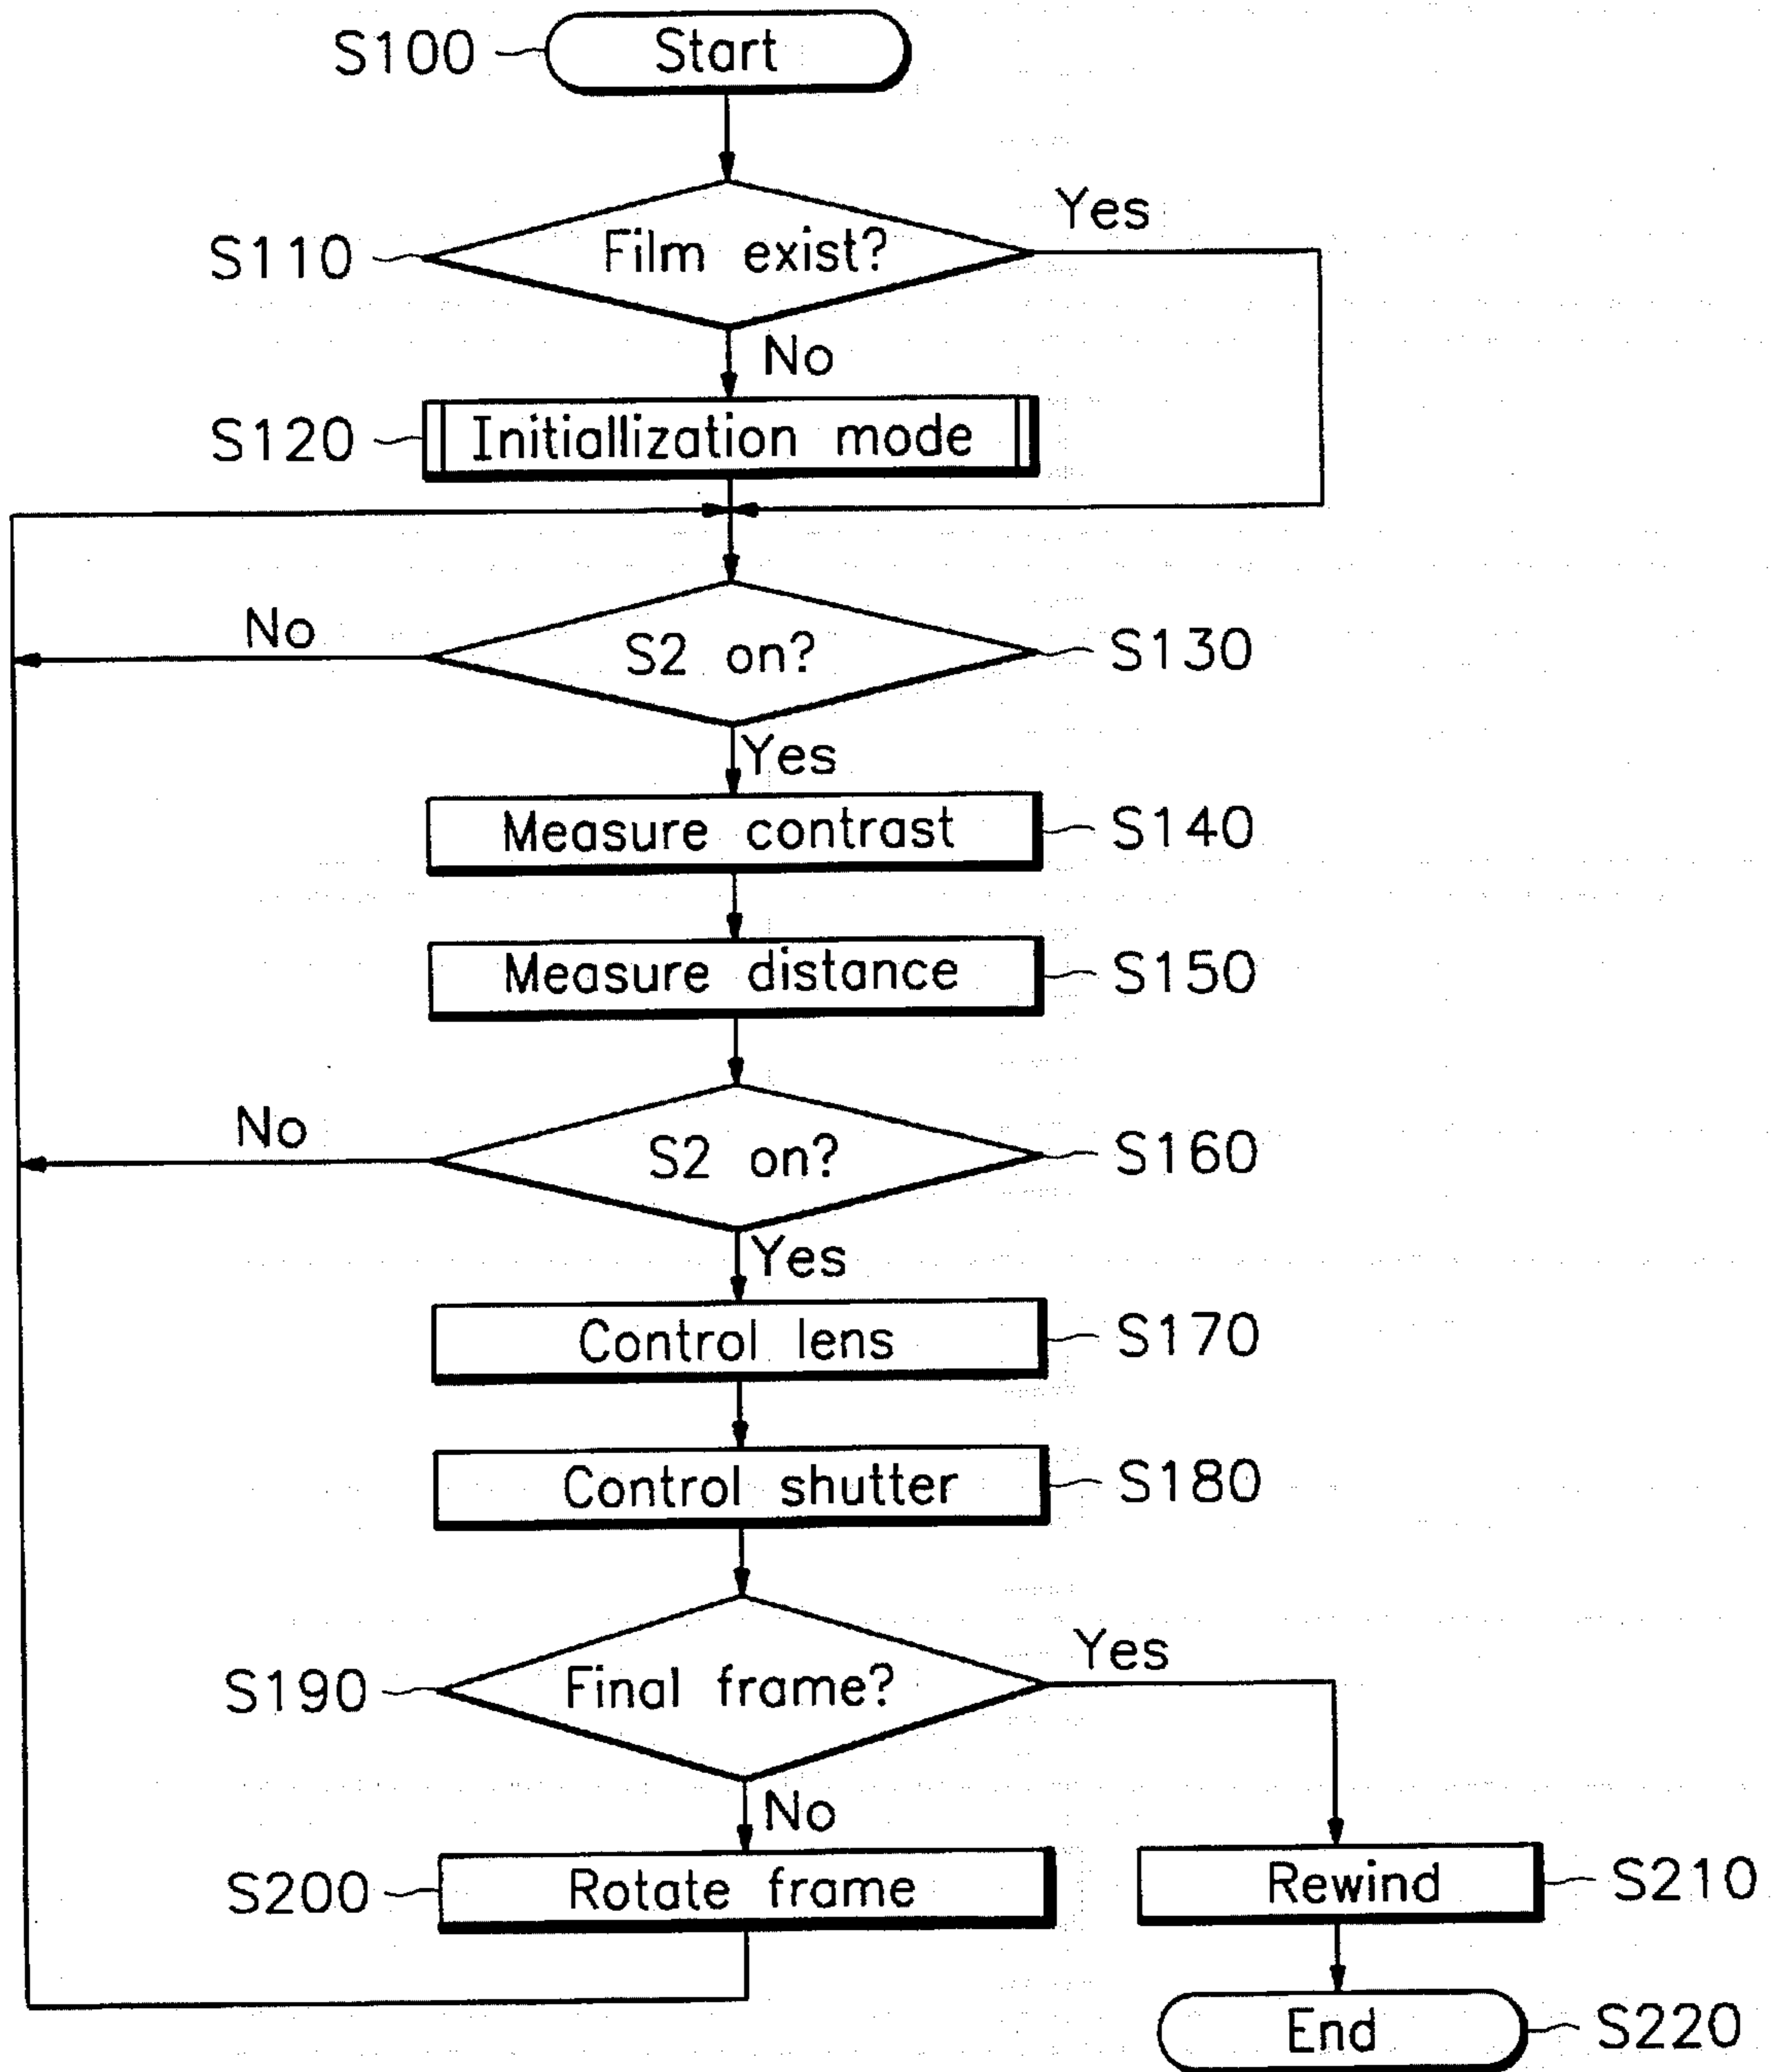 S100 Start
Yes
S110 Film exist?
No
S120 Initiallization mode
No
S2 on? S130
Yes
Measure contrast S140
Measure distance S150
No
S2 on? S160
Yes
Control lens S170
Control shutter S180
Yes
S190 Final frame?
No
S200 Rotate frame
Rewind S210
End S220